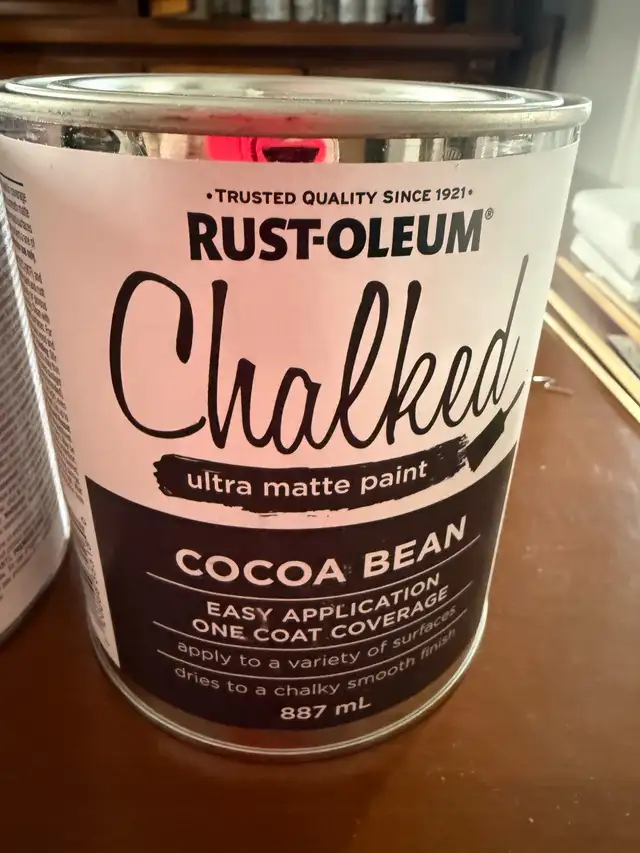 •TRUSTED QUALITY SINCE 1921•
RUST-OLEUM®
Chalked
ultra matte paint
COCOA BEAN
EASY APPLICATION
ONE COAT COVERAGE
apply to a variety of surfaces
dries to a chalky smooth finish
887 mL